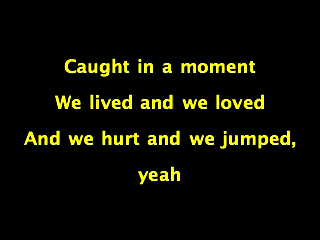 Caught in a moment
We lived and we loved
And we hurt and we jumped,
yeah